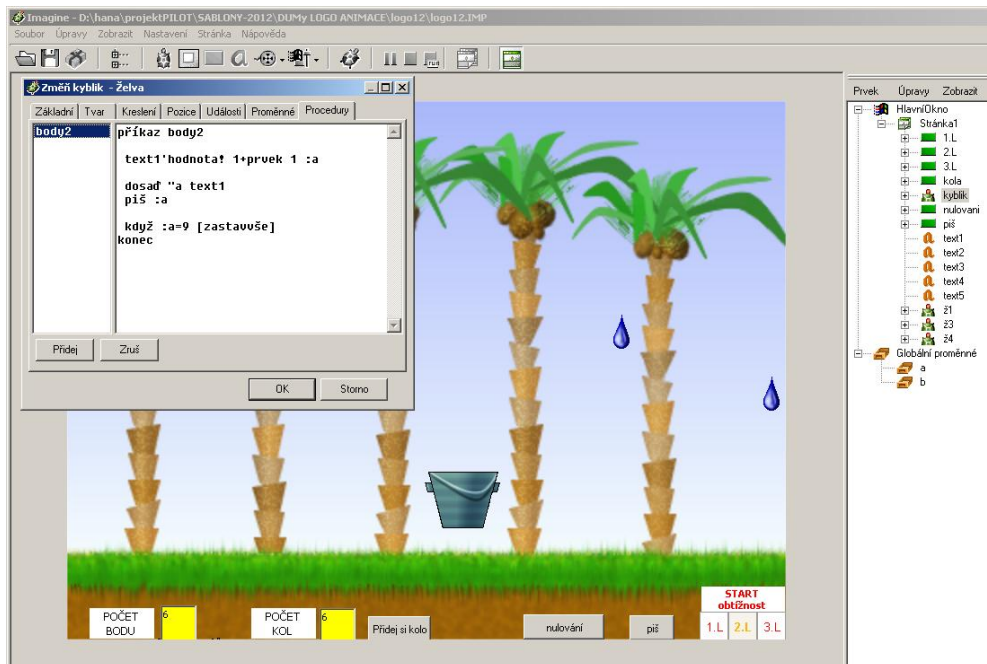 Imagine - D:\hana\projektPILOT\SABLONY-2012\DUMy LOGO ANIMACE\logo12\logo12.IMP
Soubor Úpravy Zobrazit Nastavení Stránka Nápověda
Změň kyblik - Želva
Základní Tvar Kreslení Pozice Události Proměnné Procedury
body2
příkaz body2
text1'hodnota! 1+prvek 1 :a
dosaď "a text1
piš :a
když :a=9 [zastavvše]
konec
Přidej Zruš
OK Storno
Prvek Úpravy Zobrazit
HlavníOkno
Stránka1
1.L
2.L
3.L
kola
kyblik
nulovani
piš
text1
text2
text3
text4
text5
ž1
ž3
ž4
Globální proměnné
a
b
POČET
BODU
6
POČET
KOL
6
Přidej si kolo
nulování
piš
START
obtížnost
1.L 2.L 3.L